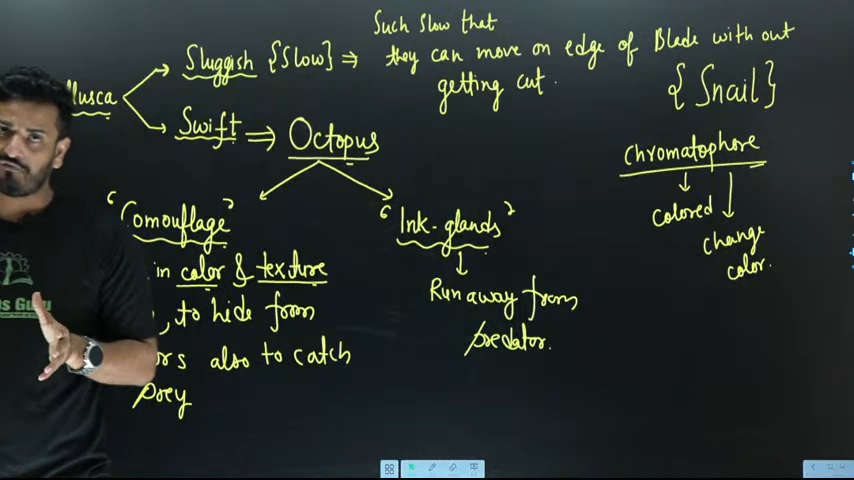 Such slow that
Sluggish {Slow} ⇒ they can move on edge of Blade with out
getting cut.
{Snail}
llusca
Swift ⇒ Octopus
chromatophore
colored
change
color.
"Comouflage"
"Ink-glands"
in color & texture
, to hide from
ors also to catch
prey
Run away from
predator.
s Guru